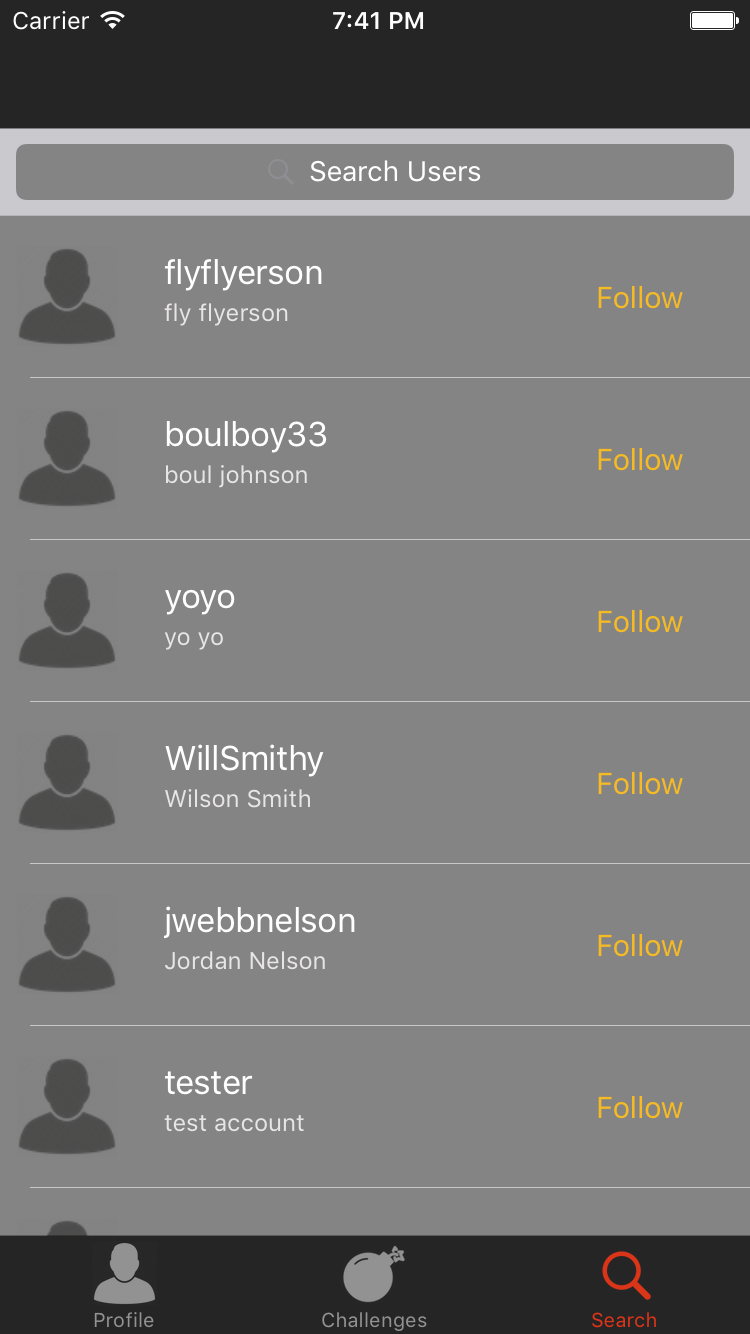 Carrier 7:41 PM
Search Users
flyflyerson
fly flyerson
Follow
boulboy33
boul johnson
Follow
yoyo
yo yo
Follow
WillSmithy
Wilson Smith
Follow
jwebbnelson
Jordan Nelson
Follow
tester
test account
Follow
Profile Challenges Search